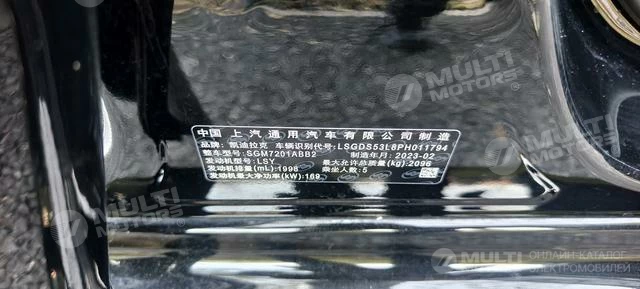 中国 上汽通用汽车有限公司制造
品牌: 凯迪拉克 车辆识别代号: LSGDS53L8PH011794
整车型号: SGM7201ABB2 制造年月: 2023-02
发动机型号: LSY 最大允许总质量(kg): 2096
发动机排量(mL): 1998 乘坐人数: 5
发动机最大净功率(kW): 169
MULTI MOTORS
MULTI MOTORS
MULTI MOTORS
MULTI ОНЛАЙН-КАТАЛОГ
MOTORS ЭЛЕКТРОМОБИЛЕЙ